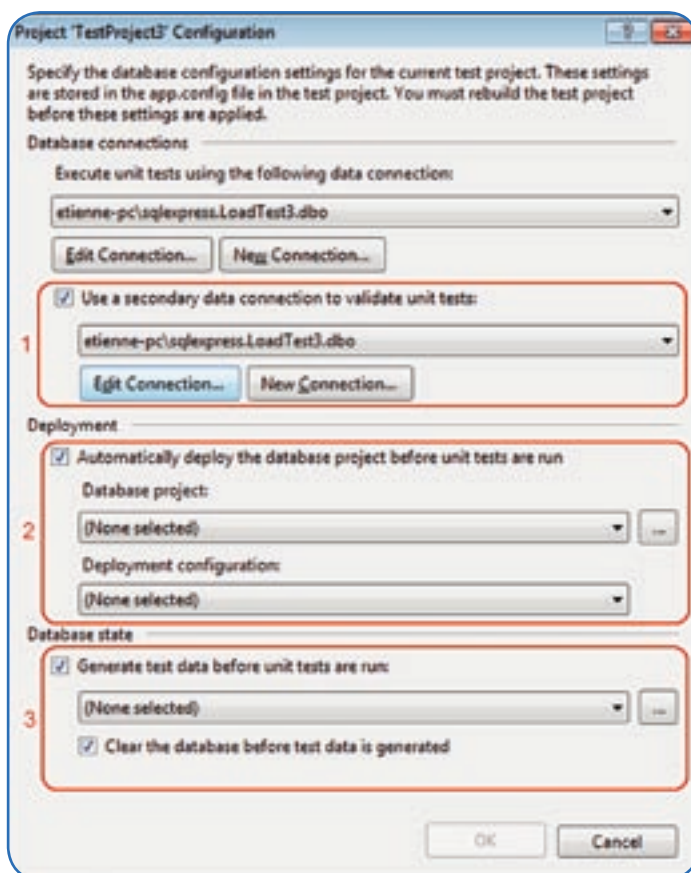 Project 'TestProject3' Configuration
Specify the database configuration settings for the current test project. These settings
are stored in the app.config file in the test project. You must rebuild the test project
before these settings are applied.
Database connections
Execute unit tests using the following data connection:
etienne-pc\sqlexpress.LoadTest3.dbo
Edit Connection...
New Connection...
Use a secondary data connection to validate unit tests:
1
etienne-pc\sqlexpress.LoadTest3.dbo
Edit Connection...
New Connection...
Deployment
Automatically deploy the database project before unit tests are run
Database project:
2
(None selected)
...
Deployment configuration:
(None selected)
Database state
Generate test data before unit tests are run:
3
(None selected)
...
Clear the database before test data is generated
OK
Cancel